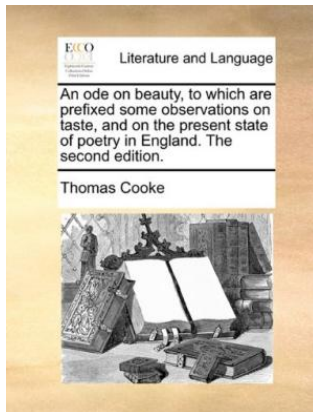 ECCO
Literature and Language
An ode on beauty, to which are
prefixed some observations on
taste, and on the present state
of poetry in England. The
second edition.
Thomas Cooke